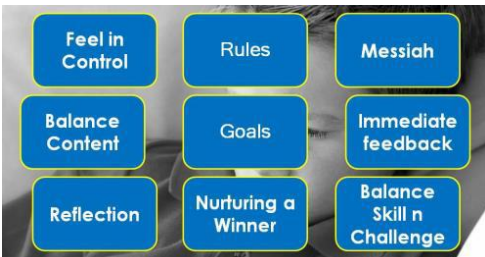 Feel in
Control
Rules
Messiah
Balance
Content
Goals
Immediate
feedback
Reflection
Nurturing a
Winner
Balance
Skill n
Challenge